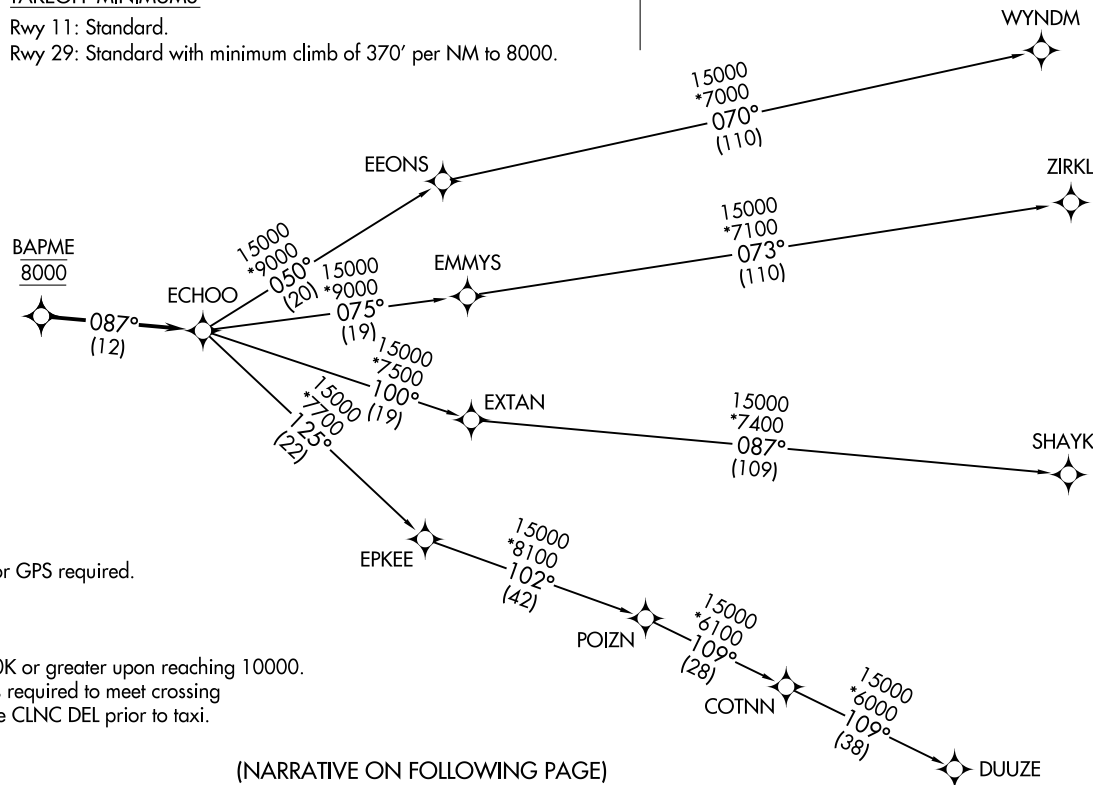 TAKEOFF MINIMUMS
Rwy 11: Standard.
Rwy 29: Standard with minimum climb of 370' per NM to 8000.
WYNDM
15000
*7000
070°
(110)
EEONS
ZIRKL
15000
*7100
073°
(110)
15000
*9000
050°
(20)
BAPME
8000
EMMYS
15000
*9000
075°
(19)
ECHOO
087°
(12)
15000
*7500
100°
(19)
EXTAN
15000
*7400
087°
(109)
SHAYK
15000
*7700
125°
(22)
EPKEE
15000
*8100
102°
(42)
or GPS required.
POIZN
15000
*6100
109°
(28)
0K or greater upon reaching 10000.
required to meet crossing
CLNC DEL prior to taxi.
COTNN
15000
*6000
109°
(38)
(NARRATIVE ON FOLLOWING PAGE)
DUUZE